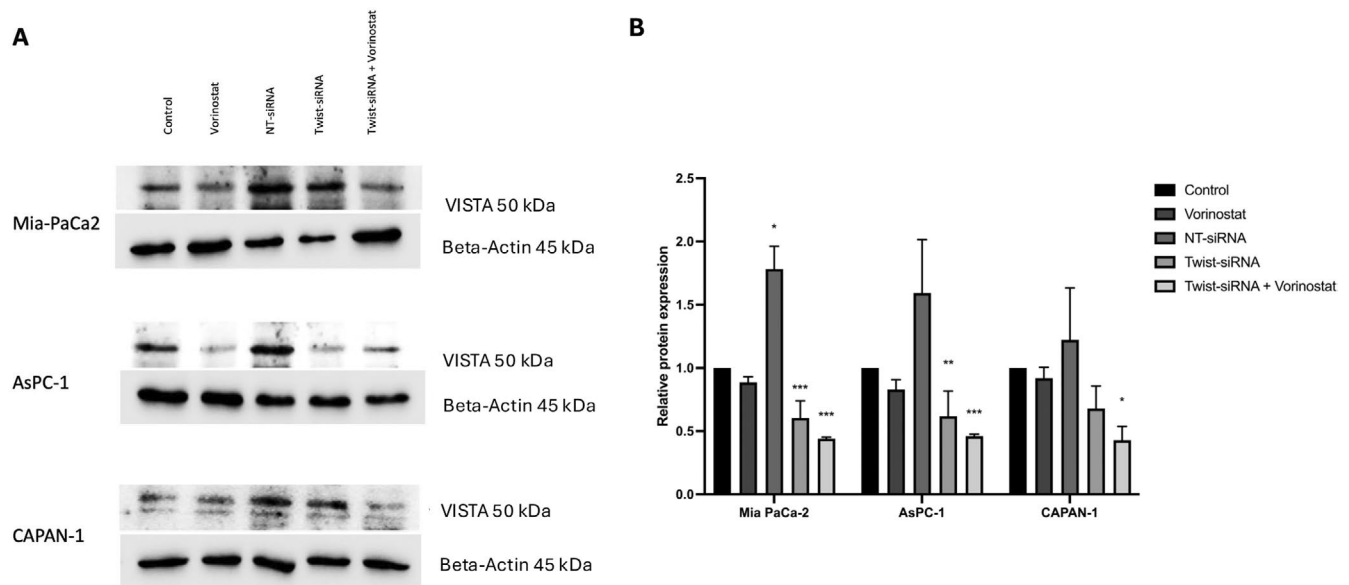 A
Control
Vorinostat
NT-siRNA
Twist-siRNA
Twist-siRNA + Vorinostat
Mia-PaCa2
VISTA 50 kDa
Beta-Actin 45 kDa
AsPC-1
VISTA 50 kDa
Beta-Actin 45 kDa
CAPAN-1
VISTA 50 kDa
Beta-Actin 45 kDa
B
Relative protein expression
2.5
2.0
1.5
1.0
0.5
0.0
*
***
***
**
***
*
Mia PaCa-2
AsPC-1
CAPAN-1
Control
Vorinostat
NT-siRNA
Twist-siRNA
Twist-siRNA + Vorinostat